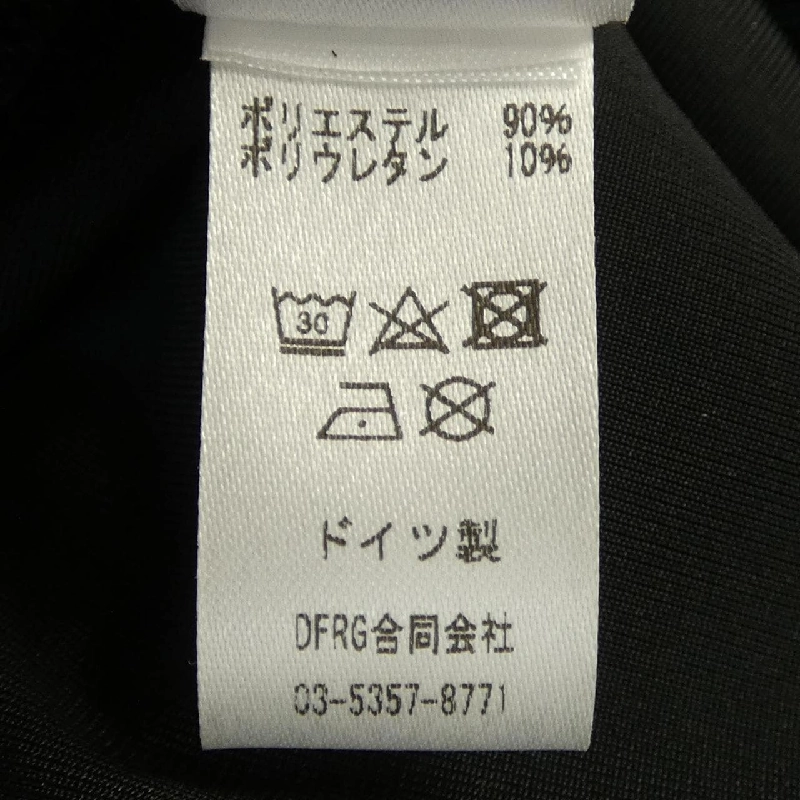 ポリエステル 90%
ポリウレタン 10%
30
ドイツ製
DFRG合同会社
03-5357-8771